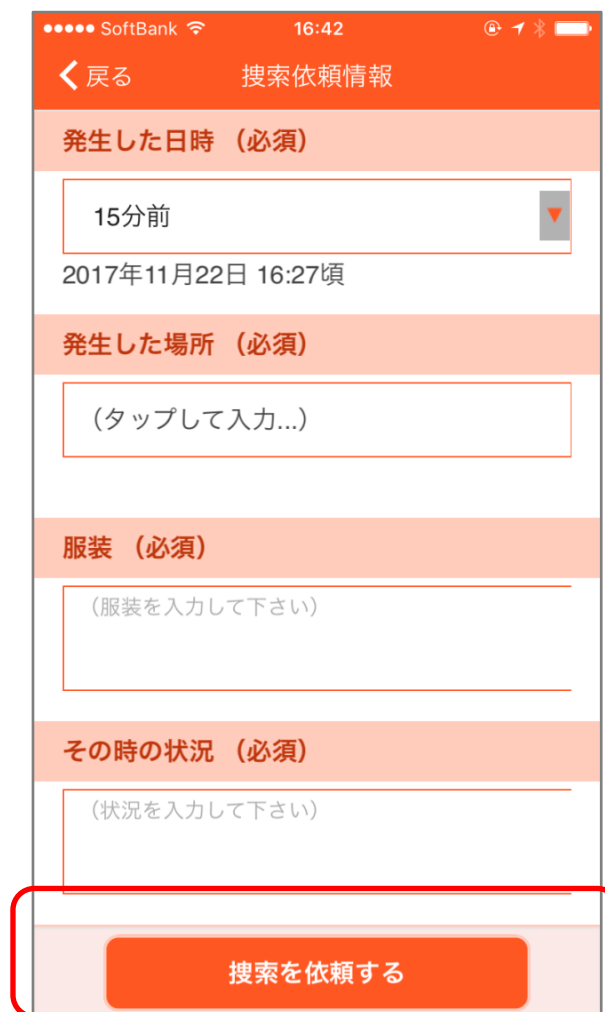 SoftBank 16:42
戻る 捜索依頼情報
発生した日時 （必須）
15分前
2017年11月22日 16:27頃
発生した場所 （必須）
（タップして入力...）
服装 （必須）
（服装を入力して下さい）
その時の状況 （必須）
（状況を入力して下さい）
捜索を依頼する